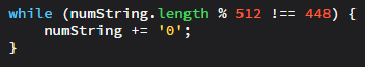 while (numString.length % 512 !== 448) {
    numString += '0';
}